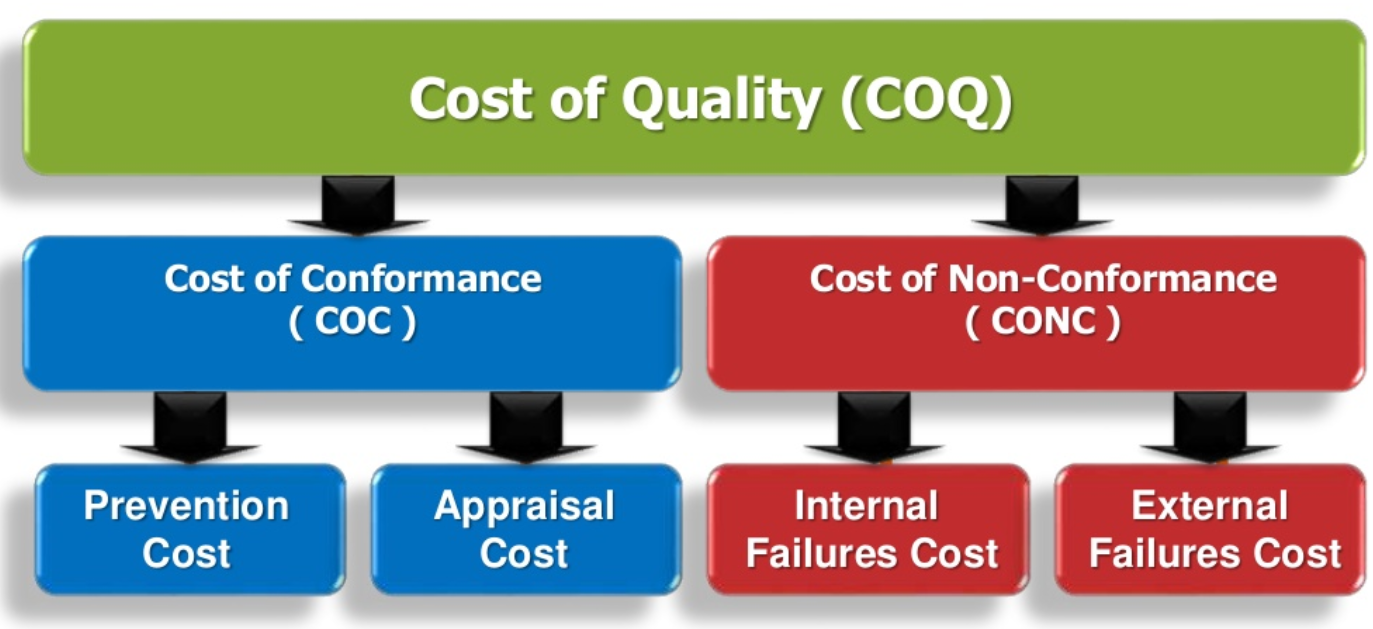 Cost of Quality (COQ)
Cost of Conformance
( COC )
Cost of Non-Conformance
( CONC )
Prevention
Cost
Appraisal
Cost
Internal
Failures Cost
External
Failures Cost